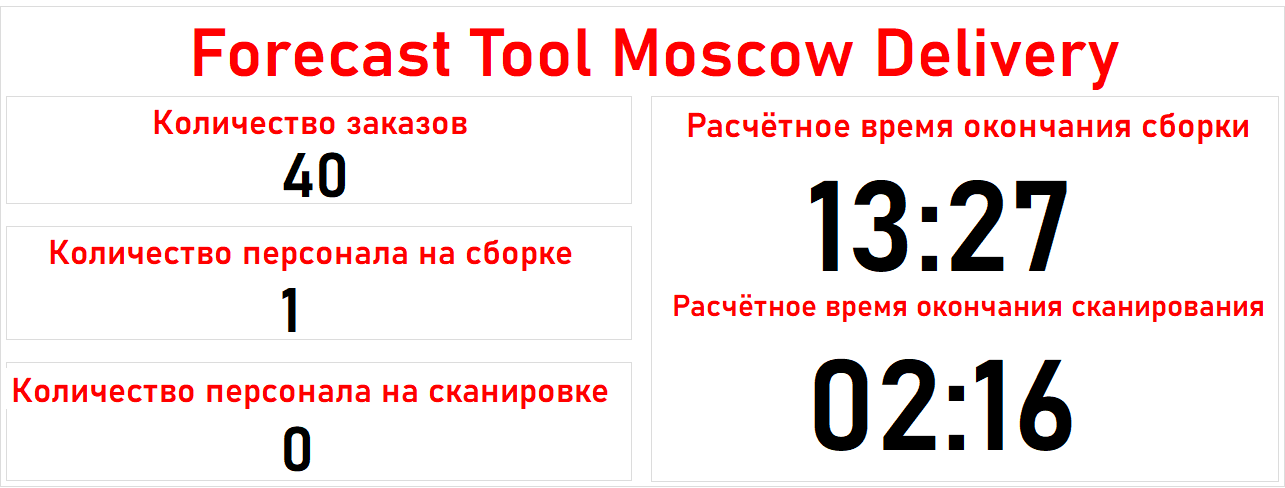 Forecast Tool Moscow Delivery
Количество заказов
40
Количество персонала на сборке
1
Количество персонала на сканировке
0
Расчётное время окончания сборки
13:27
Расчётное время окончания сканирования
02:16